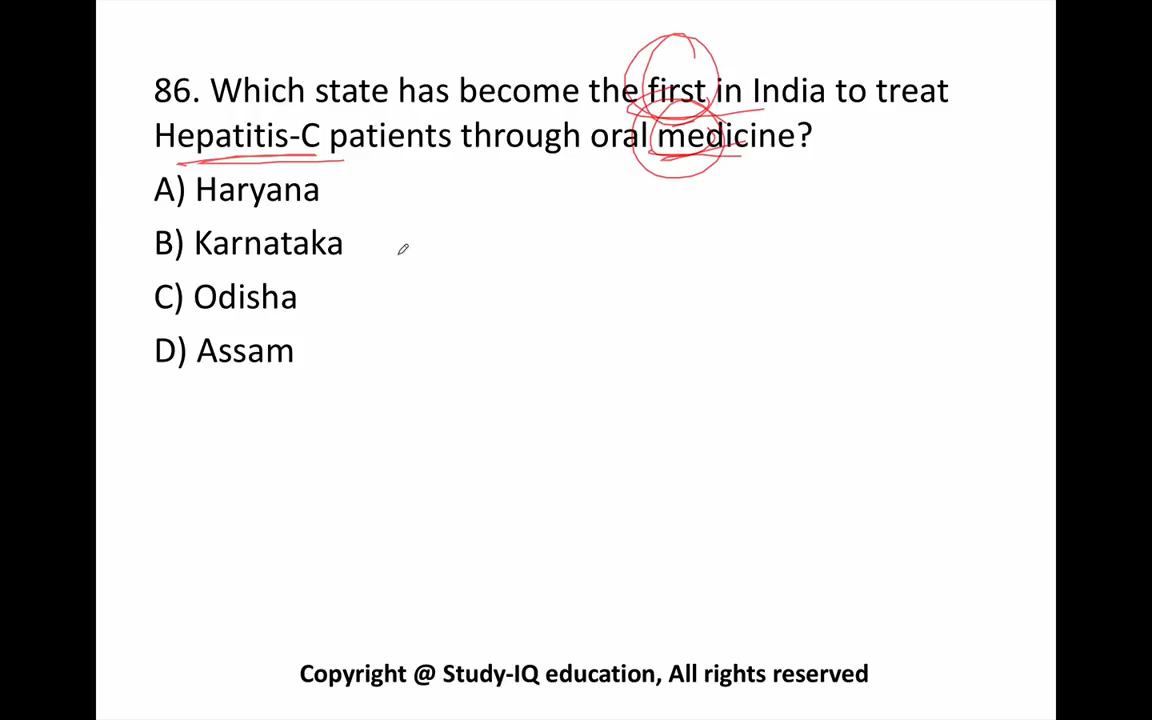 86. Which state has become the first in India to treat
Hepatitis-C patients through oral medicine?
A) Haryana
B) Karnataka
C) Odisha
D) Assam
Copyright @ Study-IQ education, All rights reserved